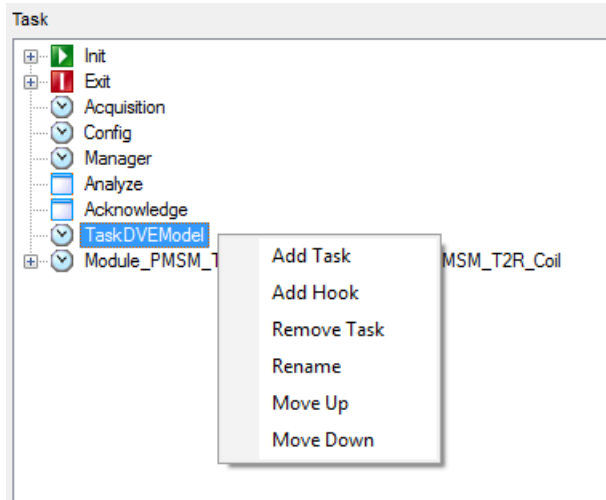 Task
Init
Exit
Acquisition
Config
Manager
Analyze
Acknowledge
TaskDVEModel
Module_PMSM_T MSM_T2R_Coil
Add Task
Add Hook
Remove Task
Rename
Move Up
Move Down